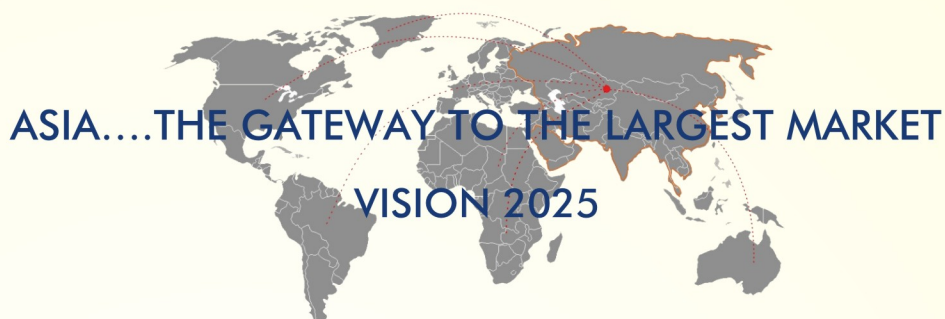 ASIA....THE GATEWAY TO THE LARGEST MARKET
VISION 2025